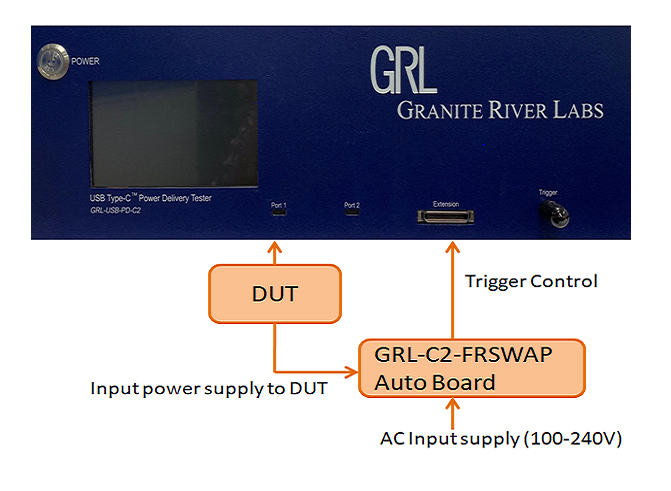 POWER
GRL
GRANITE RIVER LABS
USB Type-C™ Power Delivery Tester
GRL-USB-PD-C2
Port 1
Port 2
Extension
Trigger
DUT
Trigger Control
GRL-C2-FRSWAP
Auto Board
Input power supply to DUT
AC Input supply (100-240V)